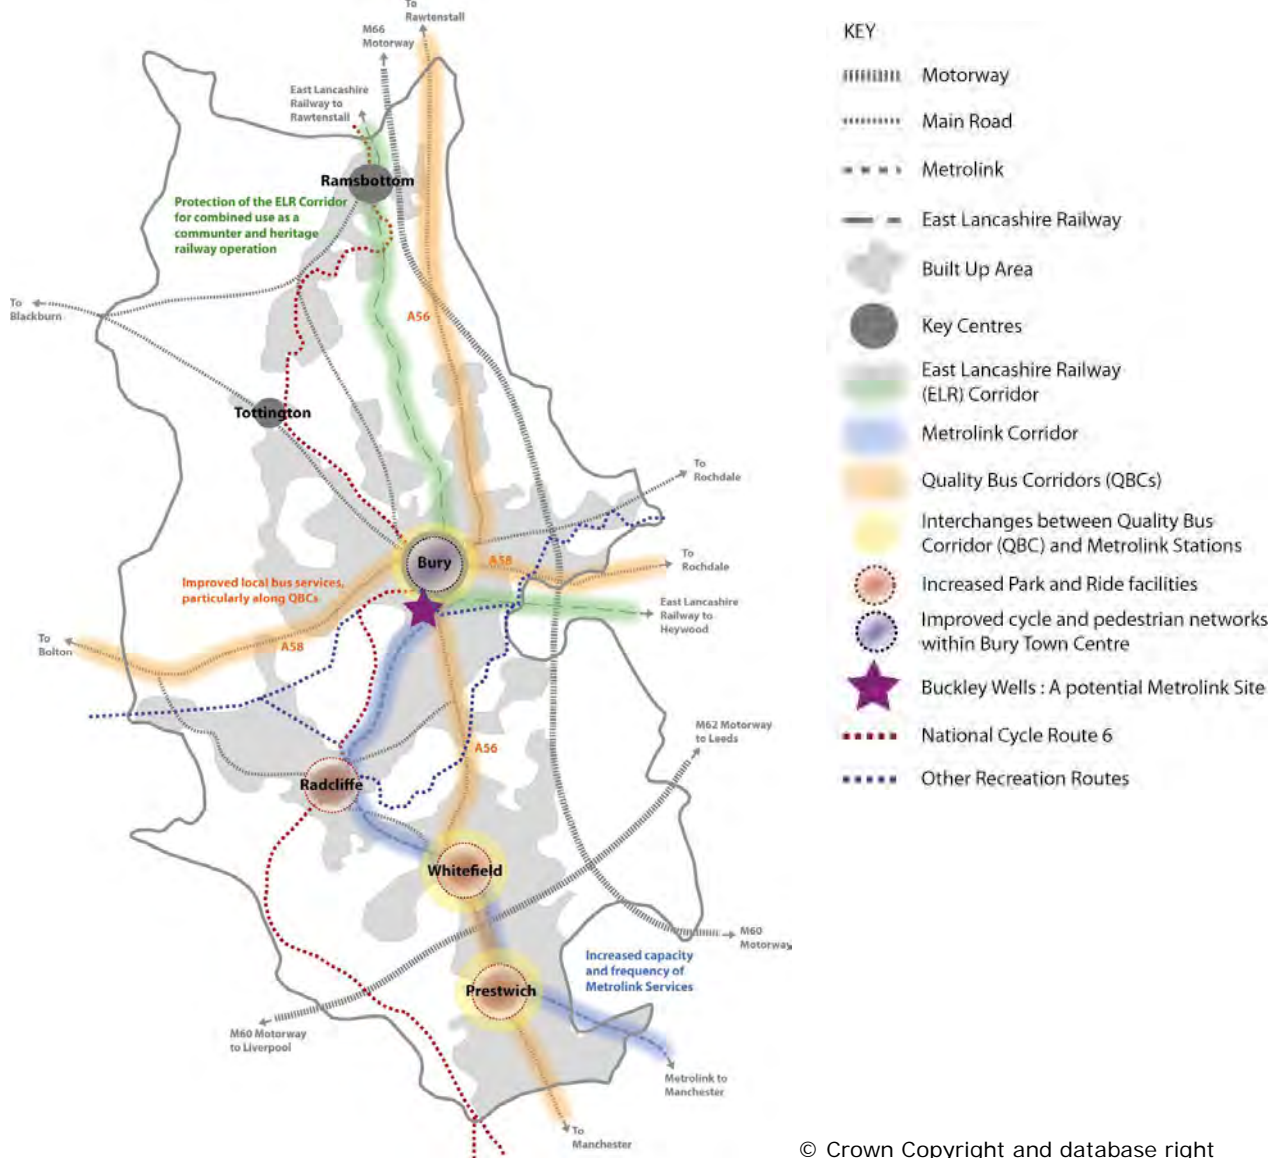 To
Rawtenstall
M66
Motorway
East Lancashire
Railway to
Rawtenstall
Ramsbottom
Protection of the ELR Corridor
for combined use as a
communter and heritage
railway operation
To
Blackburn
A56
Tottington
To
Rochdale
Bury
A58
To
Rochdale
Improved local bus services,
particularly along QBCs
East Lancashire
Railway to
Heywood
To
Bolton
A58
M62 Motorway
to Leeds
A56
Radcliffe
Whitefield
M60
Motorway
Increased capacity
and frequency of
Metrolink Services
Prestwich
M60 Motorway
to Liverpool
Metrolink to
Manchester
To
Manchester
KEY
Motorway
Main Road
Metrolink
East Lancashire Railway
Built Up Area
Key Centres
East Lancashire Railway
(ELR) Corridor
Metrolink Corridor
Quality Bus Corridors (QBCs)
Interchanges between Quality Bus
Corridor (QBC) and Metrolink Stations
Increased Park and Ride facilities
Improved cycle and pedestrian networks
within Bury Town Centre
Buckley Wells : A potential Metrolink Site
National Cycle Route 6
Other Recreation Routes
© Crown Copyright and database right